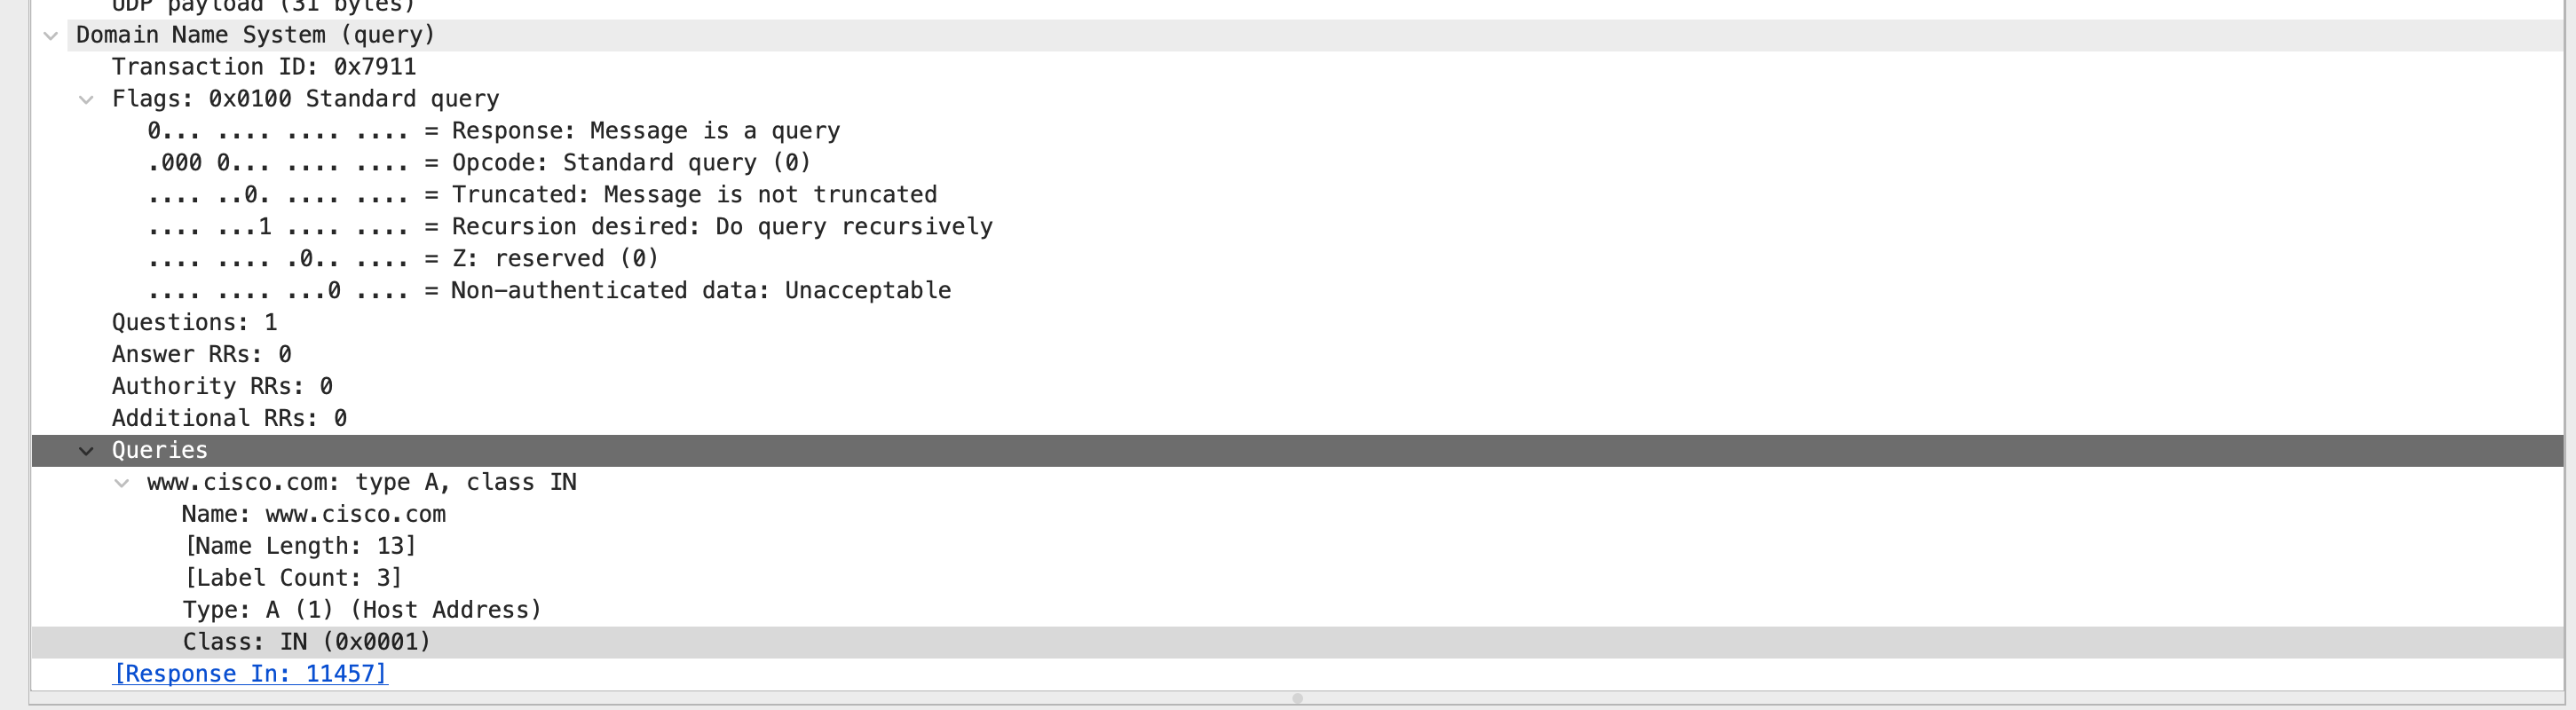 UDP payload (31 bytes)
Domain Name System (query)
Transaction ID: 0x7911
Flags: 0x0100 Standard query
0... .... .... .... = Response: Message is a query
.000 0... .... .... = Opcode: Standard query (0)
.... ..0. .... .... = Truncated: Message is not truncated
.... ...1 .... .... = Recursion desired: Do query recursively
.... .... .0.. .... = Z: reserved (0)
.... .... ...0 .... = Non-authenticated data: Unacceptable
Questions: 1
Answer RRs: 0
Authority RRs: 0
Additional RRs: 0
Queries
www.cisco.com: type A, class IN
Name: www.cisco.com
[Name Length: 13]
[Label Count: 3]
Type: A (1) (Host Address)
Class: IN (0x0001)
[Response In: 11457]